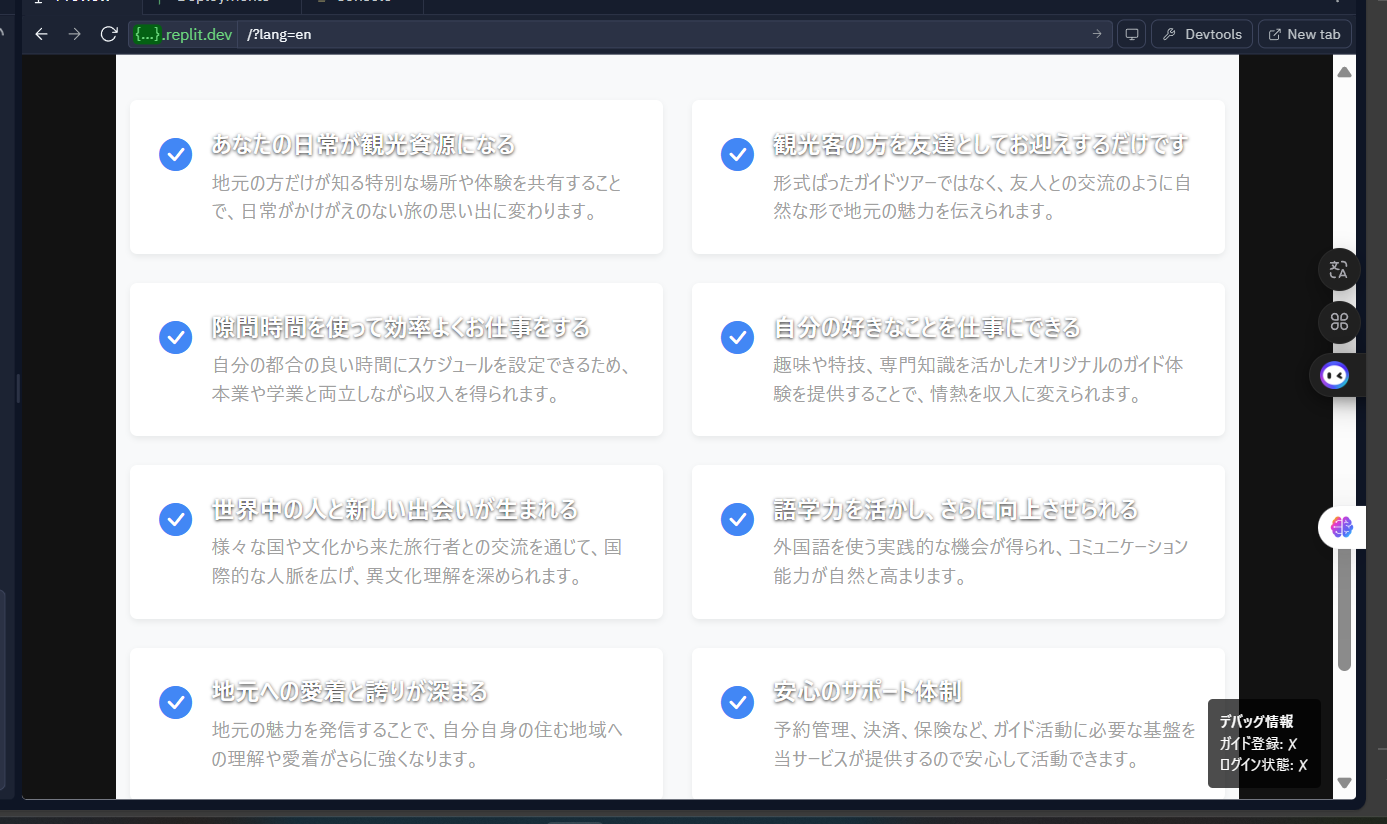 {...}.replit.dev /?lang=en
Devtools
New tab
あなたの日常が観光資源になる
地元の方だけが知る特別な場所や体験を共有すること
で、日常がかけがえのない旅の思い出に変わります。
観光客の方を友達としてお迎えするだけです
形式ばったガイドツアーではなく、友人との交流のように自
然な形で地元の魅力を伝えられます。
隙間時間を使って効率よくお仕事をする
自分の都合の良い時間にスケジュールを設定できるため、
本業や学業と両立しながら収入を得られます。
自分の好きなことを仕事にできる
趣味や特技、専門知識を活かしたオリジナルのガイド体
験を提供することで、情熱を収入に変えられます。
世界中の人と新しい出会いが生まれる
様々な国や文化から来た旅行者との交流を通じて、国
際的な人脈を広げ、異文化理解を深められます。
語学力を活かし、さらに向上させられる
外国語を使う実践的な機会が得られ、コミュニケーション
能力が自然と高まります。
地元への愛着と誇りが深まる
地元の魅力を発信することで、自分自身の住む地域へ
の理解や愛着がさらに強くなります。
安心のサポート体制
予約管理、決済、保険など、ガイド活動に必要な基盤を
当サービスが提供するので安心して活動できます。
デバッグ情報
ガイド登録: ✗
ログイン状態: ✗